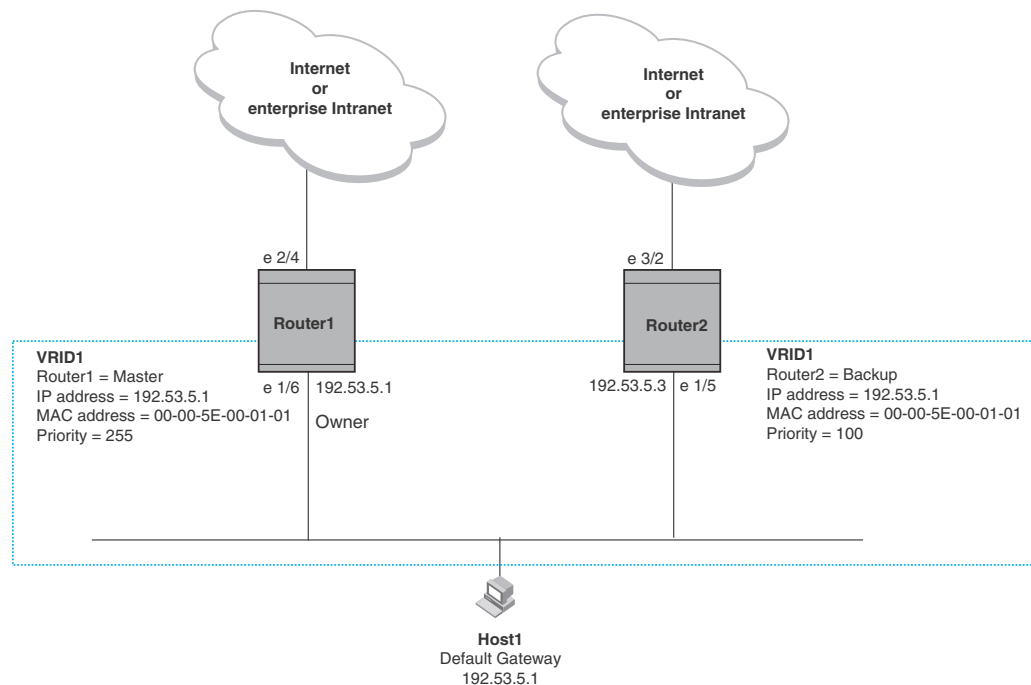 Internet
or
enterprise Intranet
Internet
or
enterprise Intranet
e 2/4
e 3/2
Router1
Router2
VRID1
Router1 = Master
IP address = 192.53.5.1
MAC address = 00-00-5E-00-01-01
Priority = 255
e 1/6
192.53.5.1
Owner
192.53.5.3
e 1/5
VRID1
Router2 = Backup
IP address = 192.53.5.1
MAC address = 00-00-5E-00-01-01
Priority = 100
Host1
Default Gateway
192.53.5.1